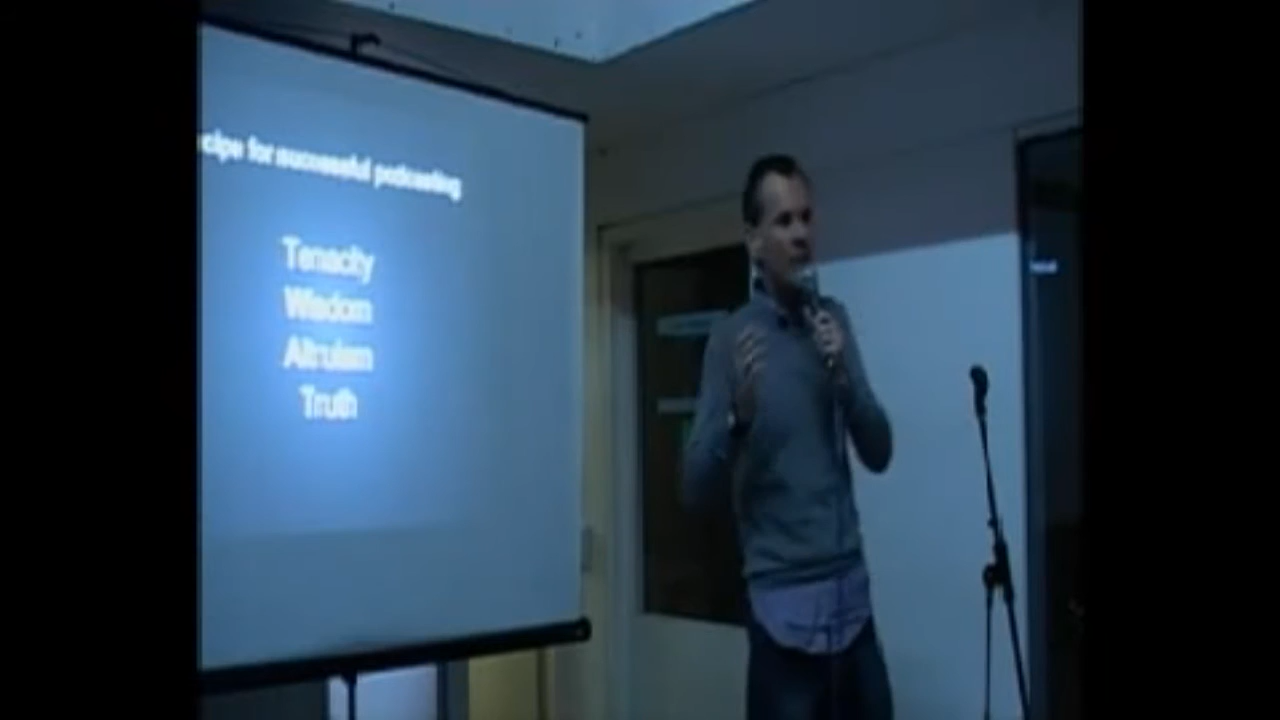 cipe for successful podcasting
Tenacity
Wisdom
Altruism
Truth